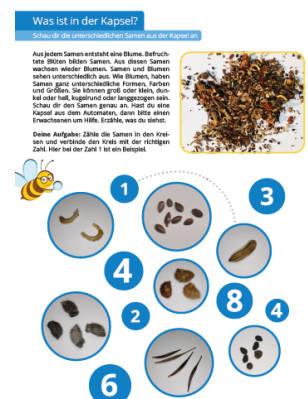 Was ist in der Kapsel?
Schau dir die unterschiedlichen Samen aus der Kapsel an
Aus jedem Samen entsteht eine Blume. Befruch-
tete Blüten bilden Samen. Aus diesen Samen
wachsen wieder Blumen. Samen und Blumen
sehen unterschiedlich aus. Wie Blumen, haben
Samen ganz unterschiedliche Formen, Farben
und Größen. Sie können groß oder klein, dun-
kel oder hell, kugelrund oder langgezogen sein.
Schau dir den Samen genau an. Hast du eine
Kapsel aus dem Automaten, dann bitte einen
Erwachsenen um Hilfe. Erzähle, was du siehst.
Deine Aufgabe: Zähle die Samen in den Krei-
sen und verbinde den Kreis mit der richtigen
Zahl. Hier bei der Zahl 1 ist ein Beispiel.
1
3
4
8
2
4
6